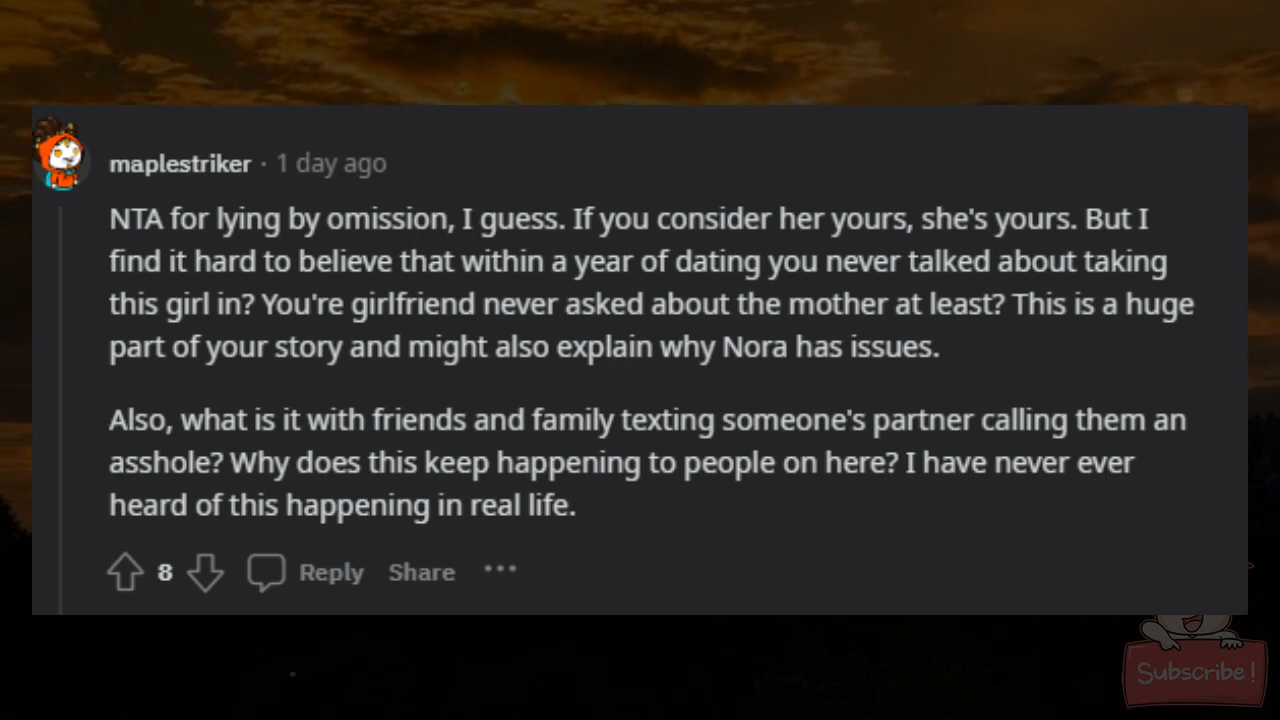 maplestriker · 1 day ago
NTA for lying by omission, I guess. If you consider her yours, she's yours. But I
find it hard to believe that within a year of dating you never talked about taking
this girl in? You're girlfriend never asked about the mother at least? This is a huge
part of your story and might also explain why Nora has issues.
Also, what is it with friends and family texting someone's partner calling them an
asshole? Why does this keep happening to people on here? I have never ever
heard of this happening in real life.
8 Reply Share ···
Subscribe!